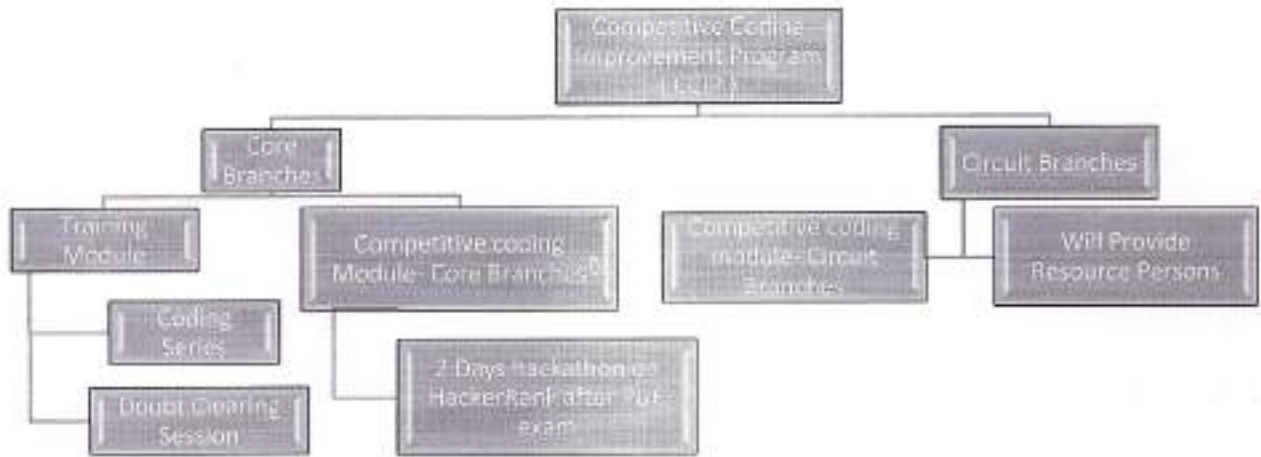 Competitive Coding
Improvement Program
Core
Branches
Circuit Branches
Training
Module
Competitive coding
Module- Core Branches
Competitive coding
module- Circuit
Branches
Will Provide
Resource Persons
Coding
Series
2 Days Hackathon on
HackerRank after
exam
Doubt Clearing
Session